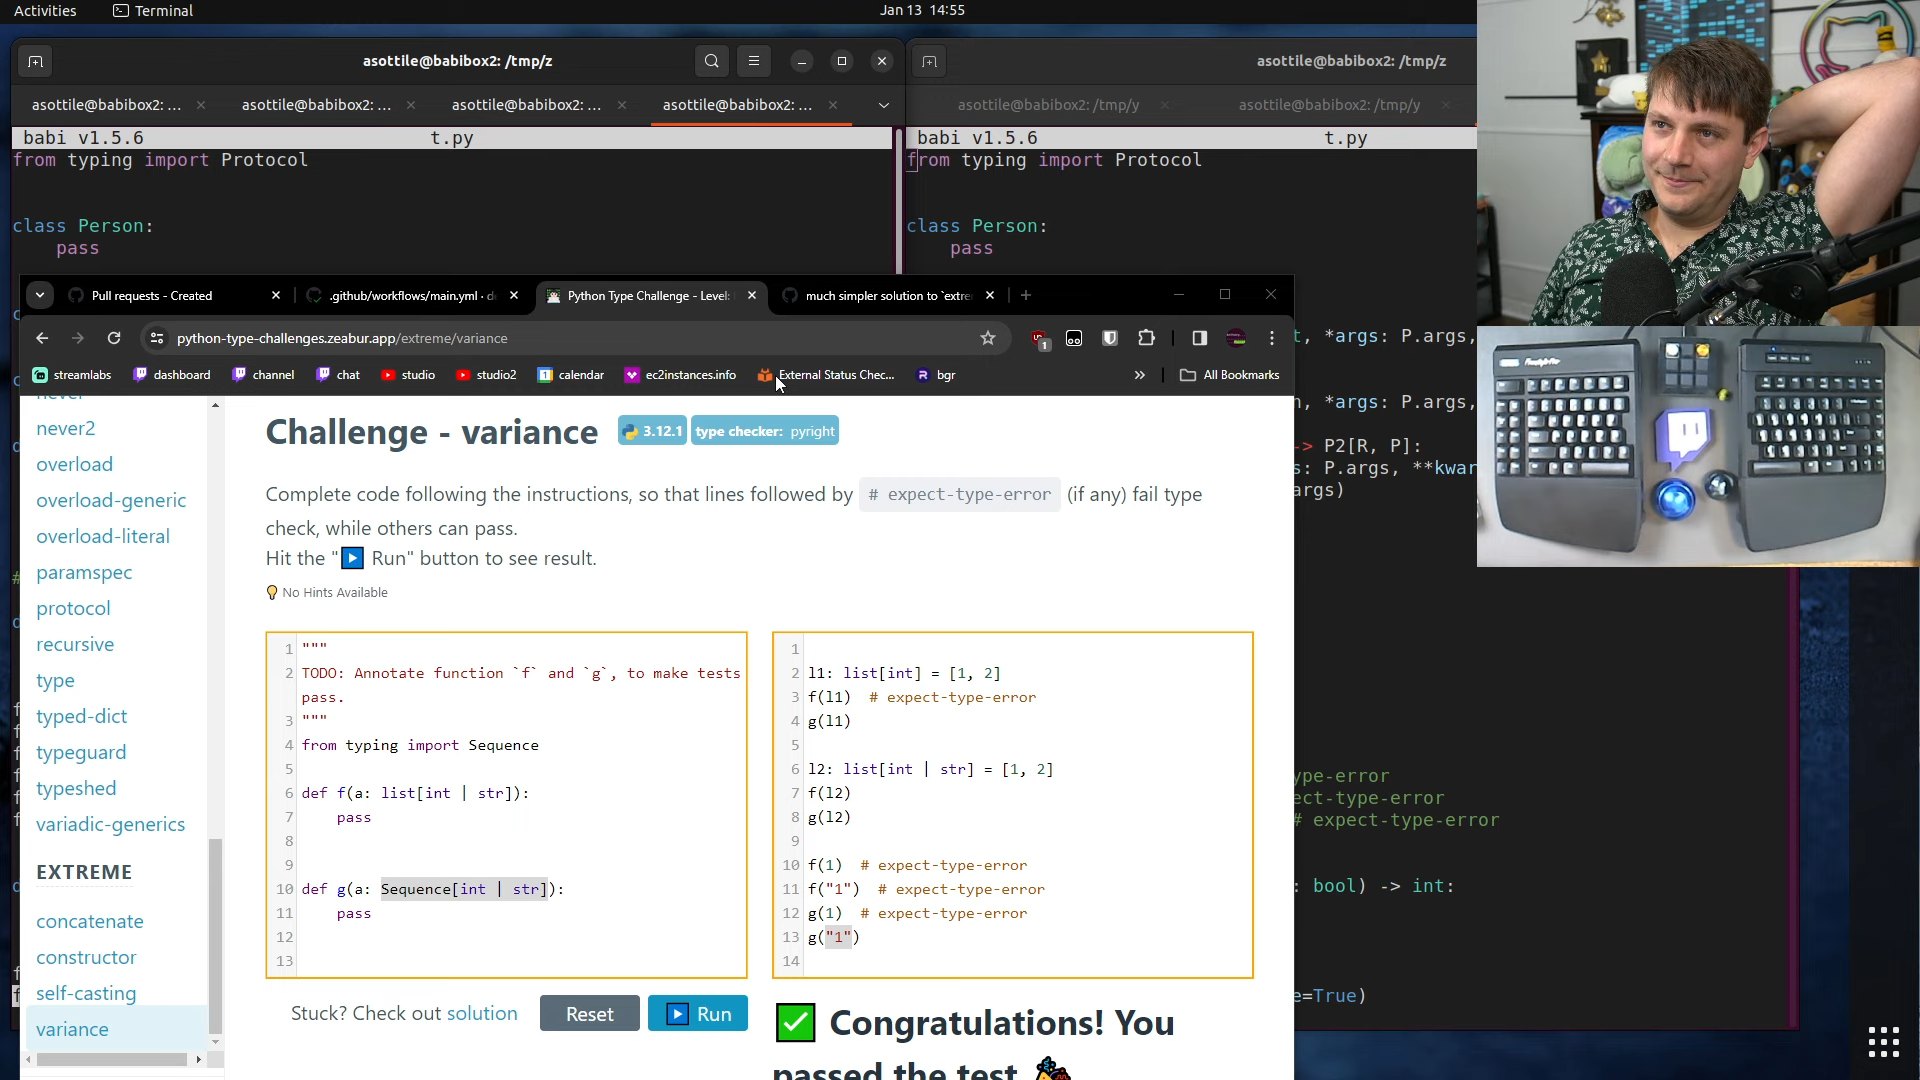 Activities
Terminal
Jan 13 14:55
asottile@babibox2: /tmp/z
asottile@babibox2: /tmp/z
asottile@babibox2: ...
asottile@babibox2: ...
asottile@babibox2: ...
asottile@babibox2: ...
asottile@babibox2: /tmp/y
asottile@babibox2: /tmp/y
babi v1.5.6
t.py
babi v1.5.6
t.py
from typing import Protocol
from typing import Protocol
class Person:
class Person:
pass
pass
Pull requests - Created
.github/workflows/main.yml · d
Python Type Challenge - Level:
much simpler solution to `extre
python-type-challenges.zeabur.app/extreme/variance
1
streamlabs
dashboard
channel
chat
studio
studio2
calendar
ec2instances.info
External Status Chec...
bgr
All Bookmarks
t, *args: P.args,
n, *args: P.args,
-> P2[R, P]:
s: P.args, **kwar
args)
ype-error
ect-type-error
# expect-type-error
: bool) -> int:
e=True)
never2
overload
overload-generic
overload-literal
paramspec
protocol
recursive
type
typed-dict
typeguard
typeshed
variadic-generics
EXTREME
concatenate
constructor
self-casting
variance
Challenge - variance
3.12.1
type checker: pyright
Complete code following the instructions, so that lines followed by # expect-type-error (if any) fail type
check, while others can pass.
Hit the "▶ Run" button to see result.
No Hints Available
1 """
2 TODO: Annotate function `f` and `g`, to make tests
pass.
3 """
4 from typing import Sequence
5
6 def f(a: list[int | str]):
7 pass
8
9
10 def g(a: Sequence[int | str]):
11 pass
12
13
1
2 l1: list[int] = [1, 2]
3 f(l1) # expect-type-error
4 g(l1)
5
6 l2: list[int | str] = [1, 2]
7 f(l2)
8 g(l2)
9
10 f(1) # expect-type-error
11 f("1") # expect-type-error
12 g(1) # expect-type-error
13 g("1")
14
Stuck? Check out solution
Reset
Run
Congratulations! You
passed the test